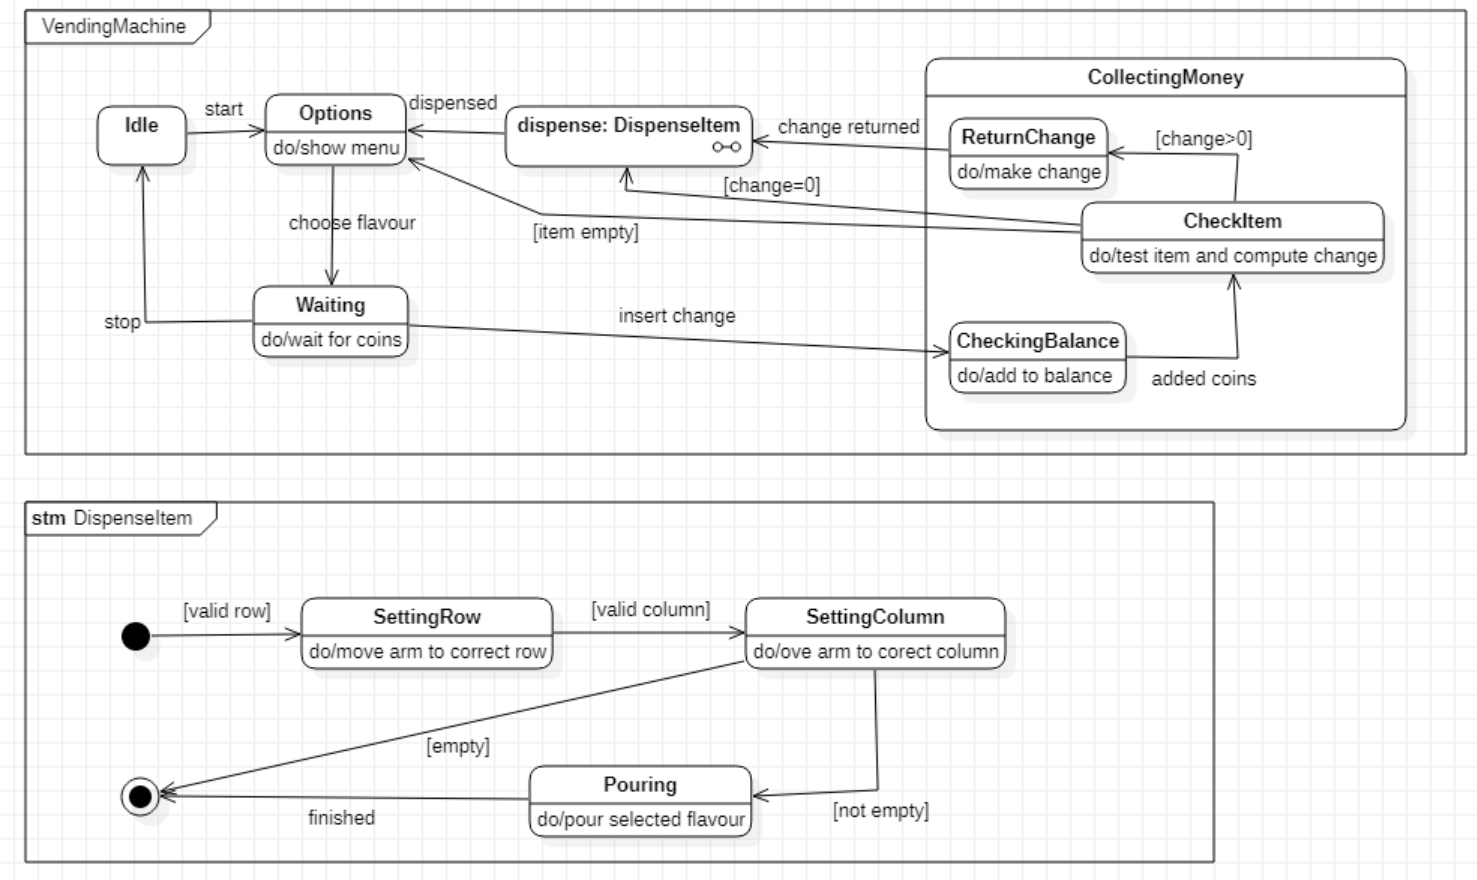 VendingMachine
CollectingMoney
Idle
start
Options
do/show menu
dispensed
dispense: DispenseItem
change returned
ReturnChange
do/make change
[change>0]
[change=0]
[item empty]
CheckItem
do/test item and compute change
choose flavour
Waiting
do/wait for coins
stop
insert change
CheckingBalance
do/add to balance
added coins
stm DispenseItem
[valid row]
SettingRow
do/move arm to correct row
[valid column]
SettingColumn
do/ove arm to corect column
[empty]
Pouring
do/pour selected flavour
[not empty]
finished